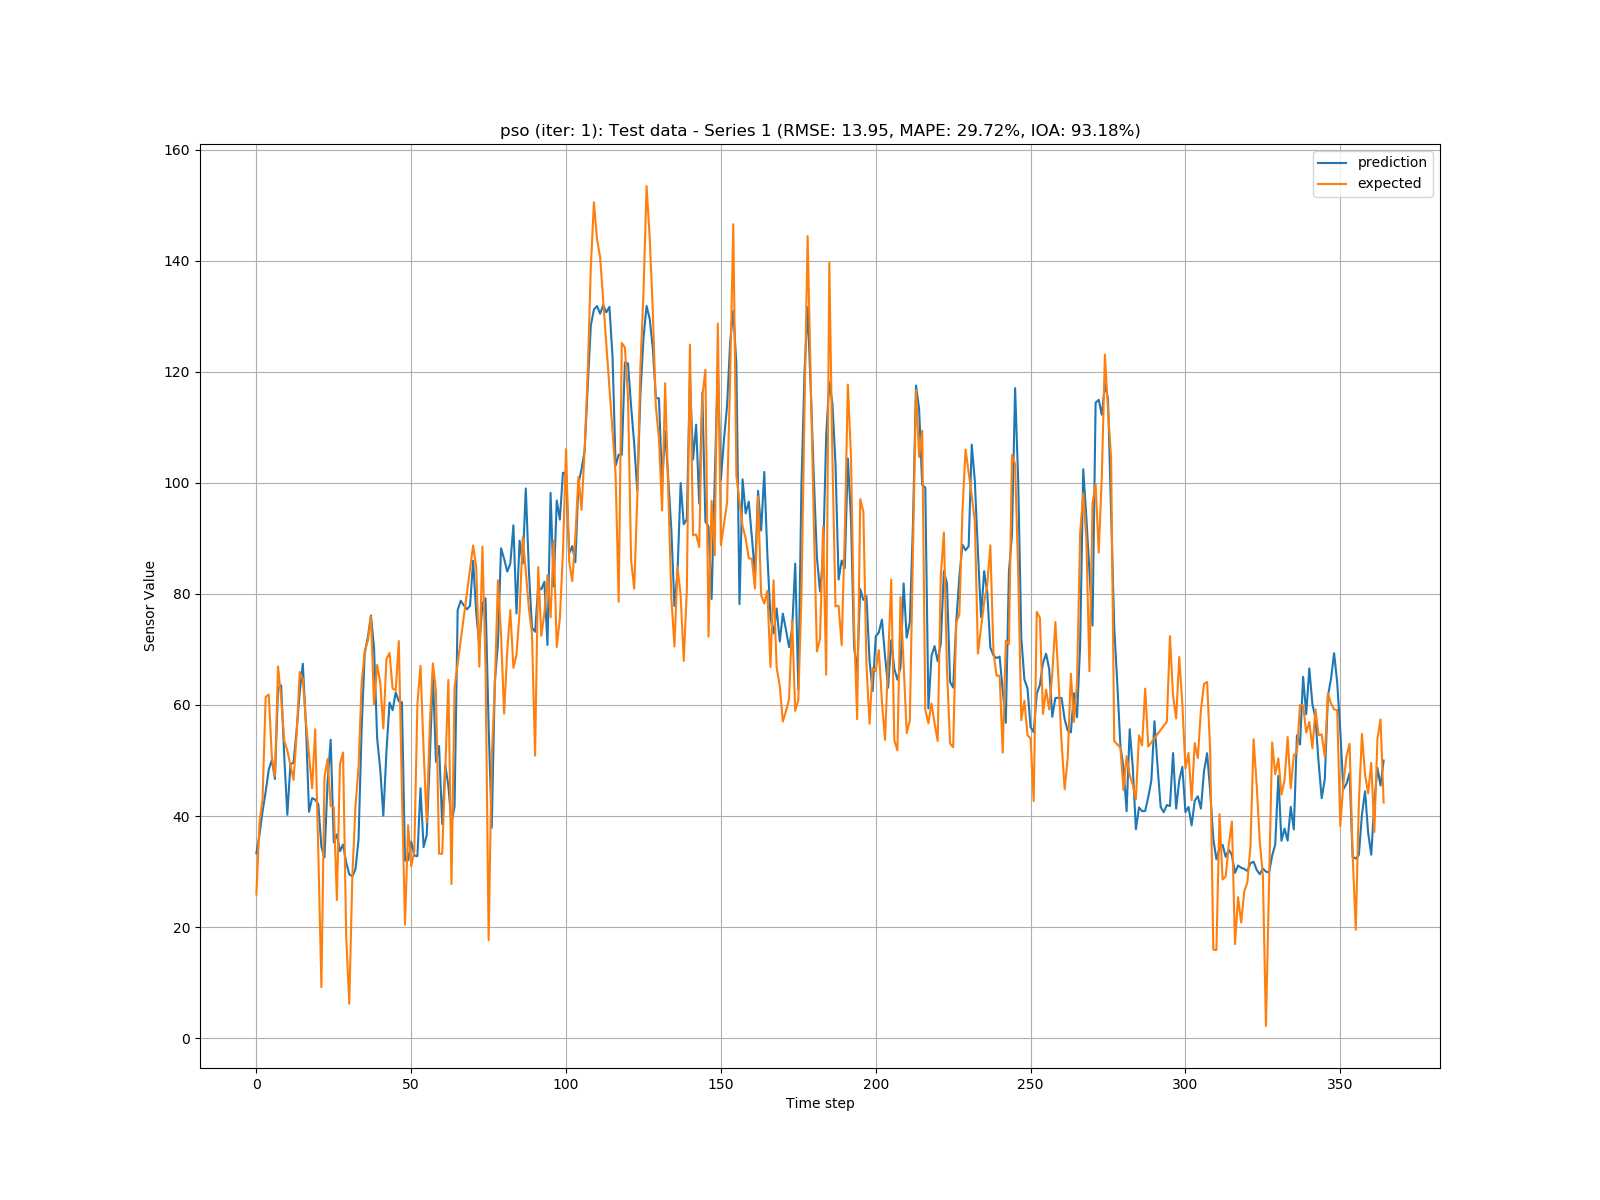 pso (iter: 1): Test data - Series 1 (RMSE: 13.95, MAPE: 29.72%, IOA: 93.18%)
prediction
expected
Sensor Value
160
140
120
100
80
60
40
20
0
0 50 100 150 200 250 300 350
Time step